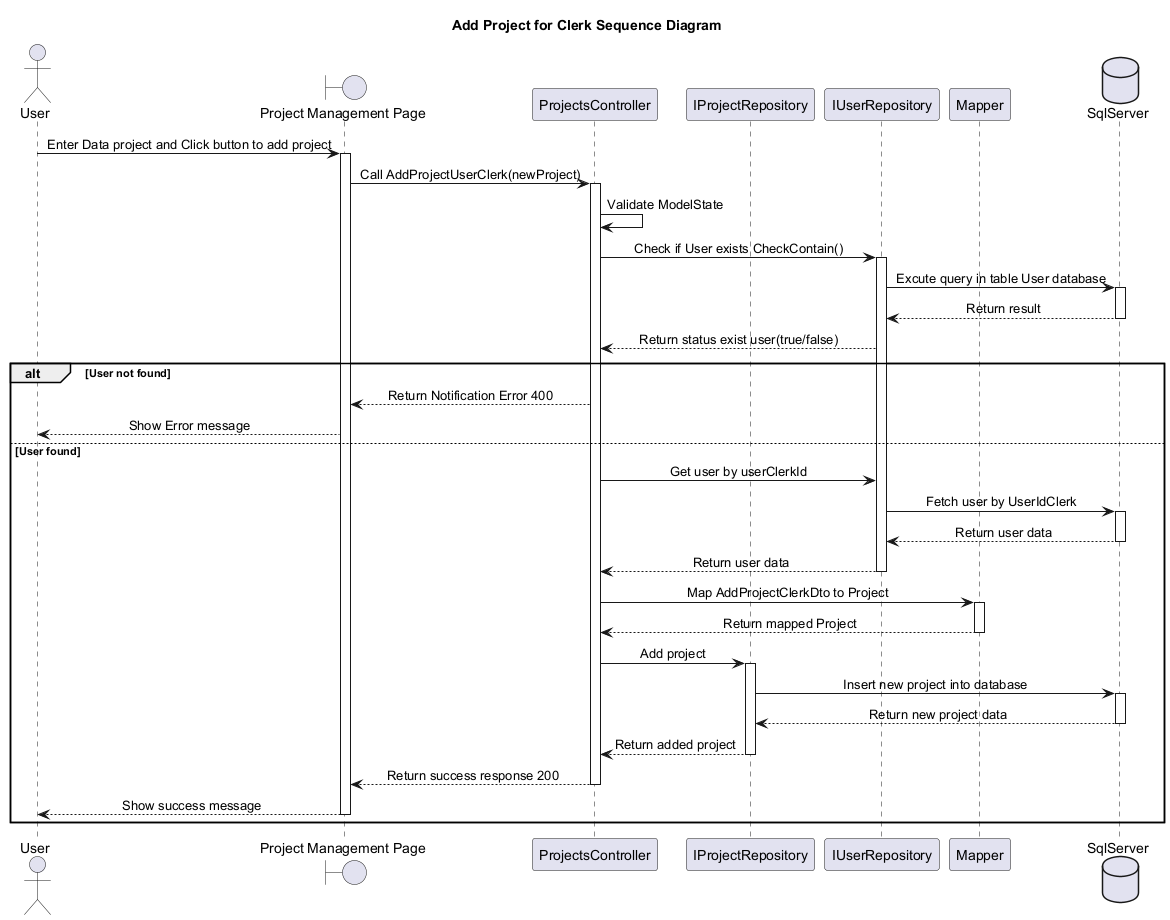 Add Project for Clerk Sequence Diagram
User
Project Management Page
ProjectsController
IProjectRepository
IUserRepository
Mapper
SqlServer
Enter Data project and Click button to add project
Call AddProjectUserClerk(newProject)
Validate ModelState
Check if User exists CheckContain()
Excute query in table User database
Return result
Return status exist user(true/false)
alt
[User not found]
Return Notification Error 400
Show Error message
[User found]
Get user by userClerkId
Fetch user by UserIdClerk
Return user data
Return user data
Map AddProjectClerkDto to Project
Return mapped Project
Add project
Insert new project into database
Return new project data
Return added project
Return success response 200
Show success message
User
Project Management Page
ProjectsController
IProjectRepository
IUserRepository
Mapper
SqlServer